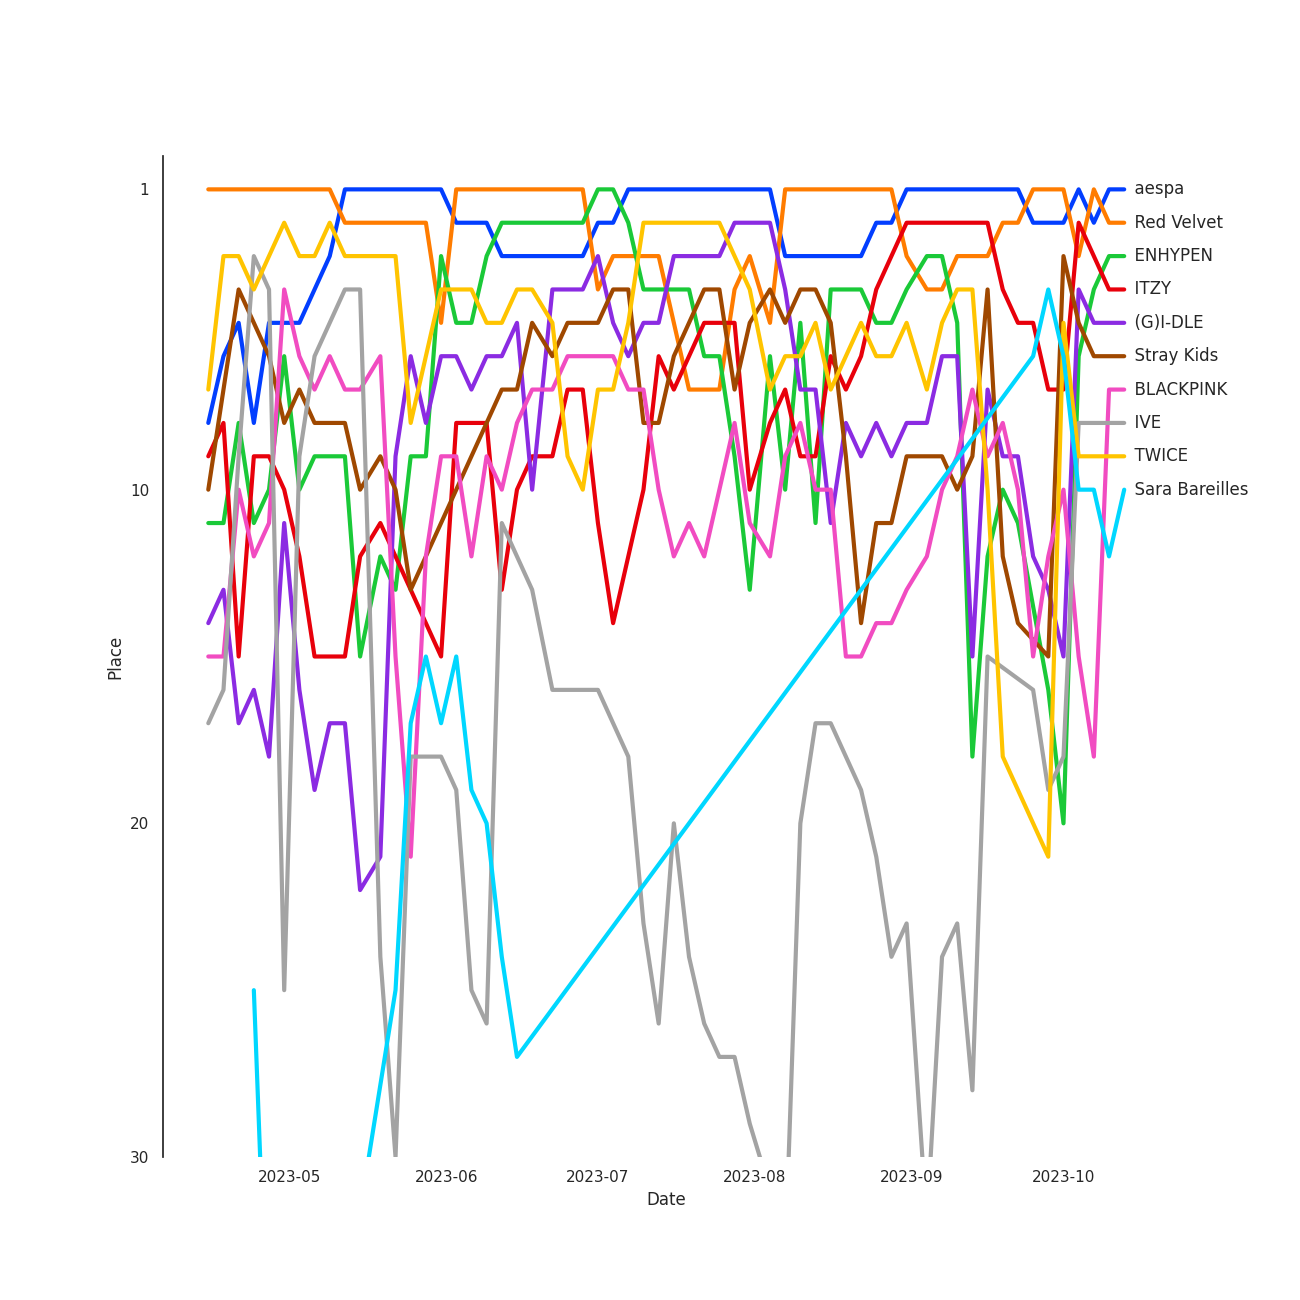 1
10
20
30
Place
2023-05
2023-06
2023-07
2023-08
2023-09
2023-10
Date
aespa
Red Velvet
ENHYPEN
ITZY
(G)I-DLE
Stray Kids
BLACKPINK
IVE
TWICE
Sara Bareilles